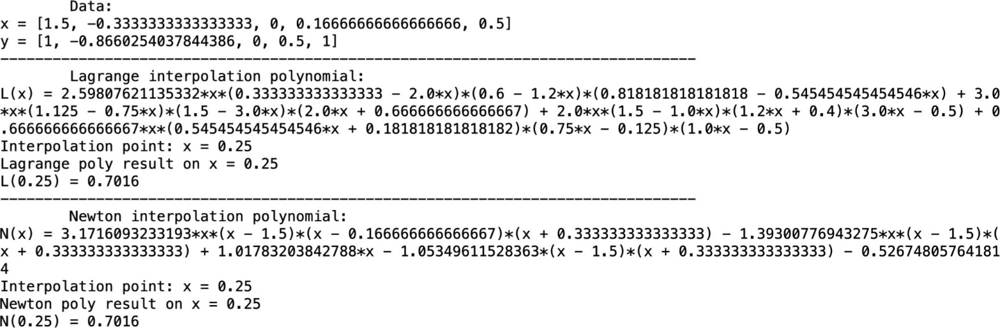 Data:
x = [1.5, -0.3333333333333333, 0, 0.16666666666666666, 0.5]
y = [1, -0.8660254037844386, 0, 0.5, 1]
--------------------------------------------------------------------------------
Lagrange interpolation polynomial:
L(x) = 2.59807621135332*x*(0.333333333333333 - 2.0*x)*(0.6 - 1.2*x)*(0.818181818181818 - 0.545454545454546*x) + 3.0
*x*(1.125 - 0.75*x)*(1.5 - 3.0*x)*(2.0*x + 0.666666666666667) + 2.0*x*(1.5 - 1.0*x)*(1.2*x + 0.4)*(3.0*x - 0.5) + 0
.666666666666667*x*(0.545454545454546*x + 0.181818181818182)*(0.75*x - 0.125)*(1.0*x - 0.5)
Interpolation point: x = 0.25
Lagrange poly result on x = 0.25
L(0.25) = 0.7016
--------------------------------------------------------------------------------
Newton interpolation polynomial:
N(x) = 3.1716093233193*x*(x - 1.5)*(x - 0.166666666666667)*(x + 0.333333333333333) - 1.39300776943275*x*(x - 1.5)*(
x + 0.333333333333333) + 1.01783203842788*x - 1.05349611528363*(x - 1.5)*(x + 0.333333333333333) - 0.52674805764181
4
Interpolation point: x = 0.25
Newton poly result on x = 0.25
N(0.25) = 0.7016